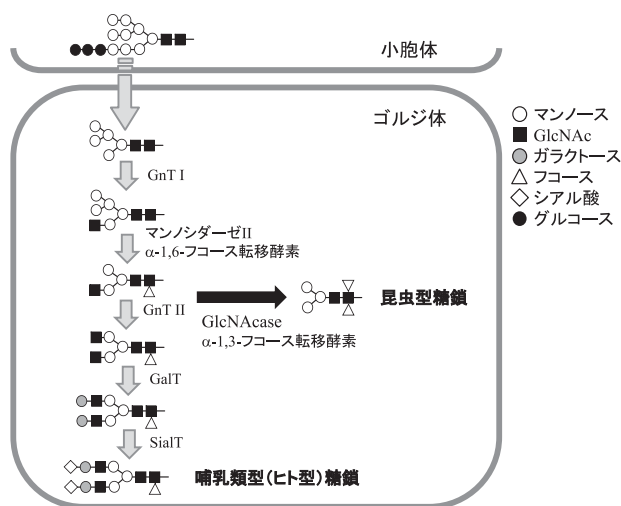 小胞体
ゴルジ体
マンノース
GlcNAc
ガラクトース
フコース
シアル酸
グルコース
GnT I
マンノシダーゼII
α-1,6-フコース転移酵素
GnT II
GlcNAcase
α-1,3-フコース転移酵素
昆虫型糖鎖
GalT
SialT
哺乳類型(ヒト型)糖鎖